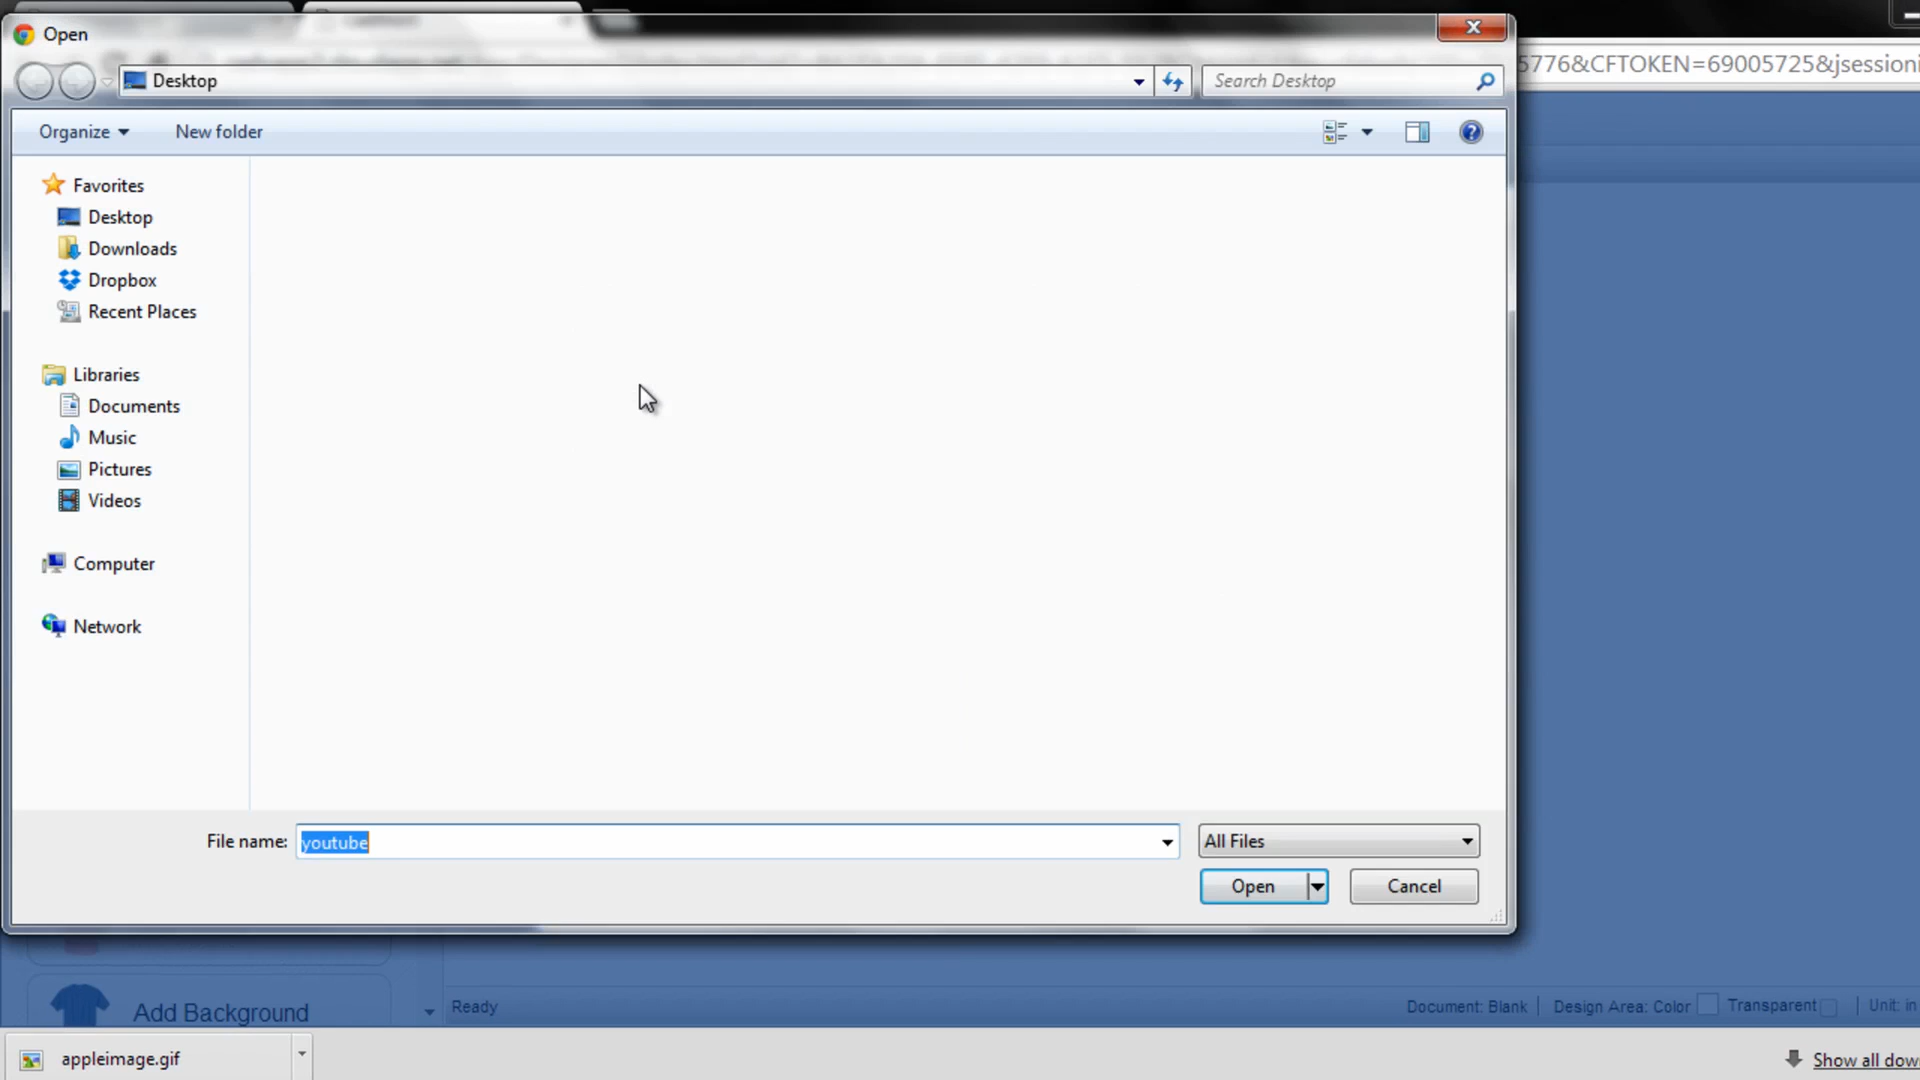 Open
5776&CFTOKEN=69005725&jsessioni
Desktop
Search Desktop
Organize
New folder
Favorites
Desktop
Downloads
Dropbox
Recent Places
Libraries
Documents
Music
Pictures
Videos
Computer
Network
File name: youtube
All Files
Open
Cancel
Add Background
Ready
Document: Blank
Design Area: Color
Transparent
Unit: in
appleimage.gif
Show all dow